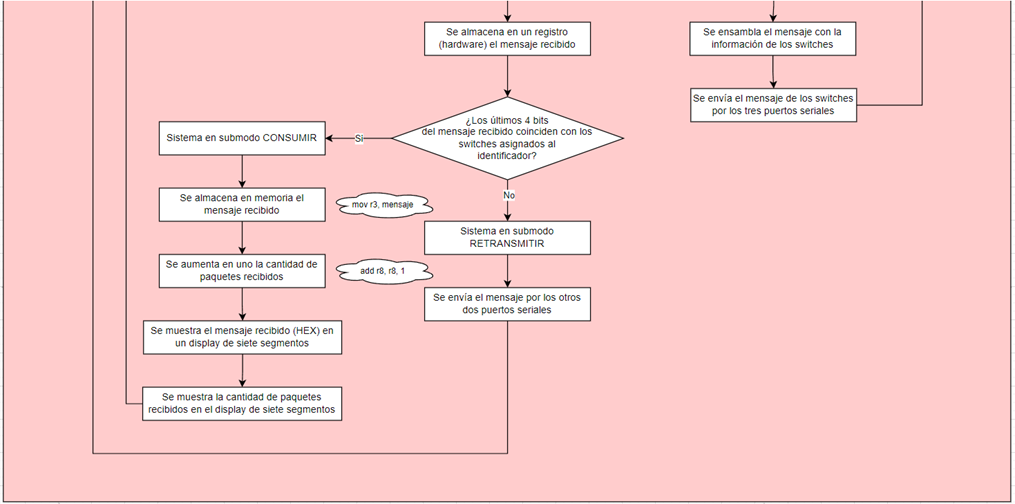 Se almacena en un registro
(hardware) el mensaje recibido
Se ensambla el mensaje con la
información de los switches
Se envía el mensaje de los switches
por los tres puertos seriales
¿Los últimos 4 bits
del mensaje recibido coinciden con los
switches asignados al
identificador?
Si
Sistema en submodo CONSUMIR
Se almacena en memoria el
mensaje recibido
mov r3, mensaje
No
Sistema en submodo
RETRANSMITIR
Se aumenta en uno la cantidad de
paquetes recibidos
add r8, r8, 1
Se envía el mensaje por los otros
dos puertos seriales
Se muestra el mensaje recibido (HEX) en
un display de siete segmentos
Se muestra la cantidad de paquetes
recibidos en el display de siete segmentos